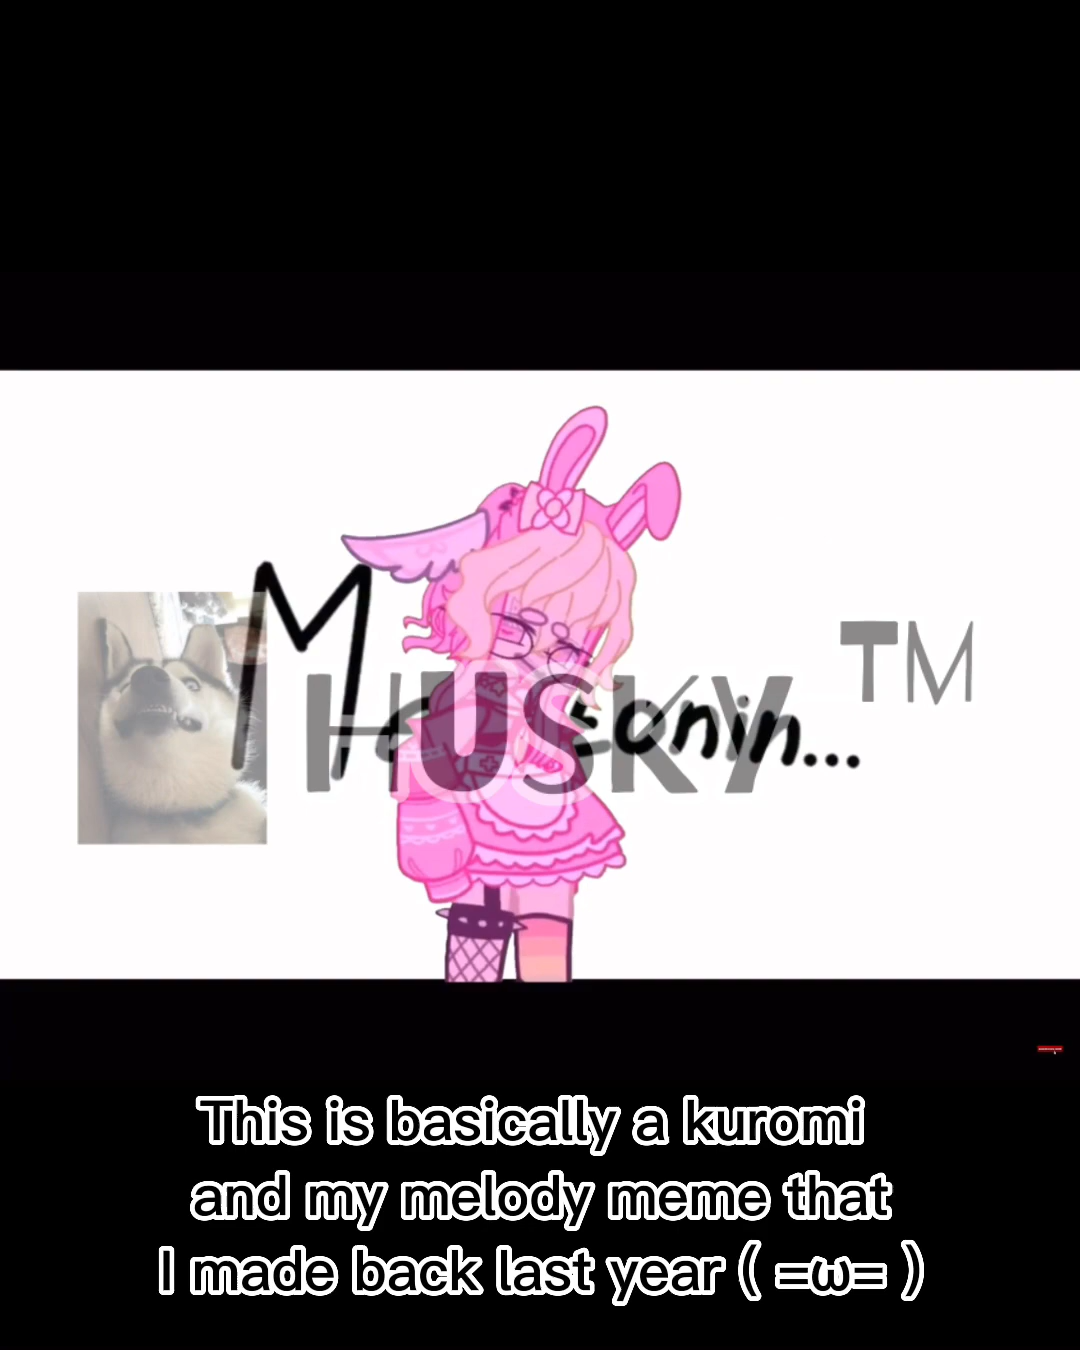 HUSKY TM
This is basically a kuromi
and my melody meme that
I made back last year ( =ω= )